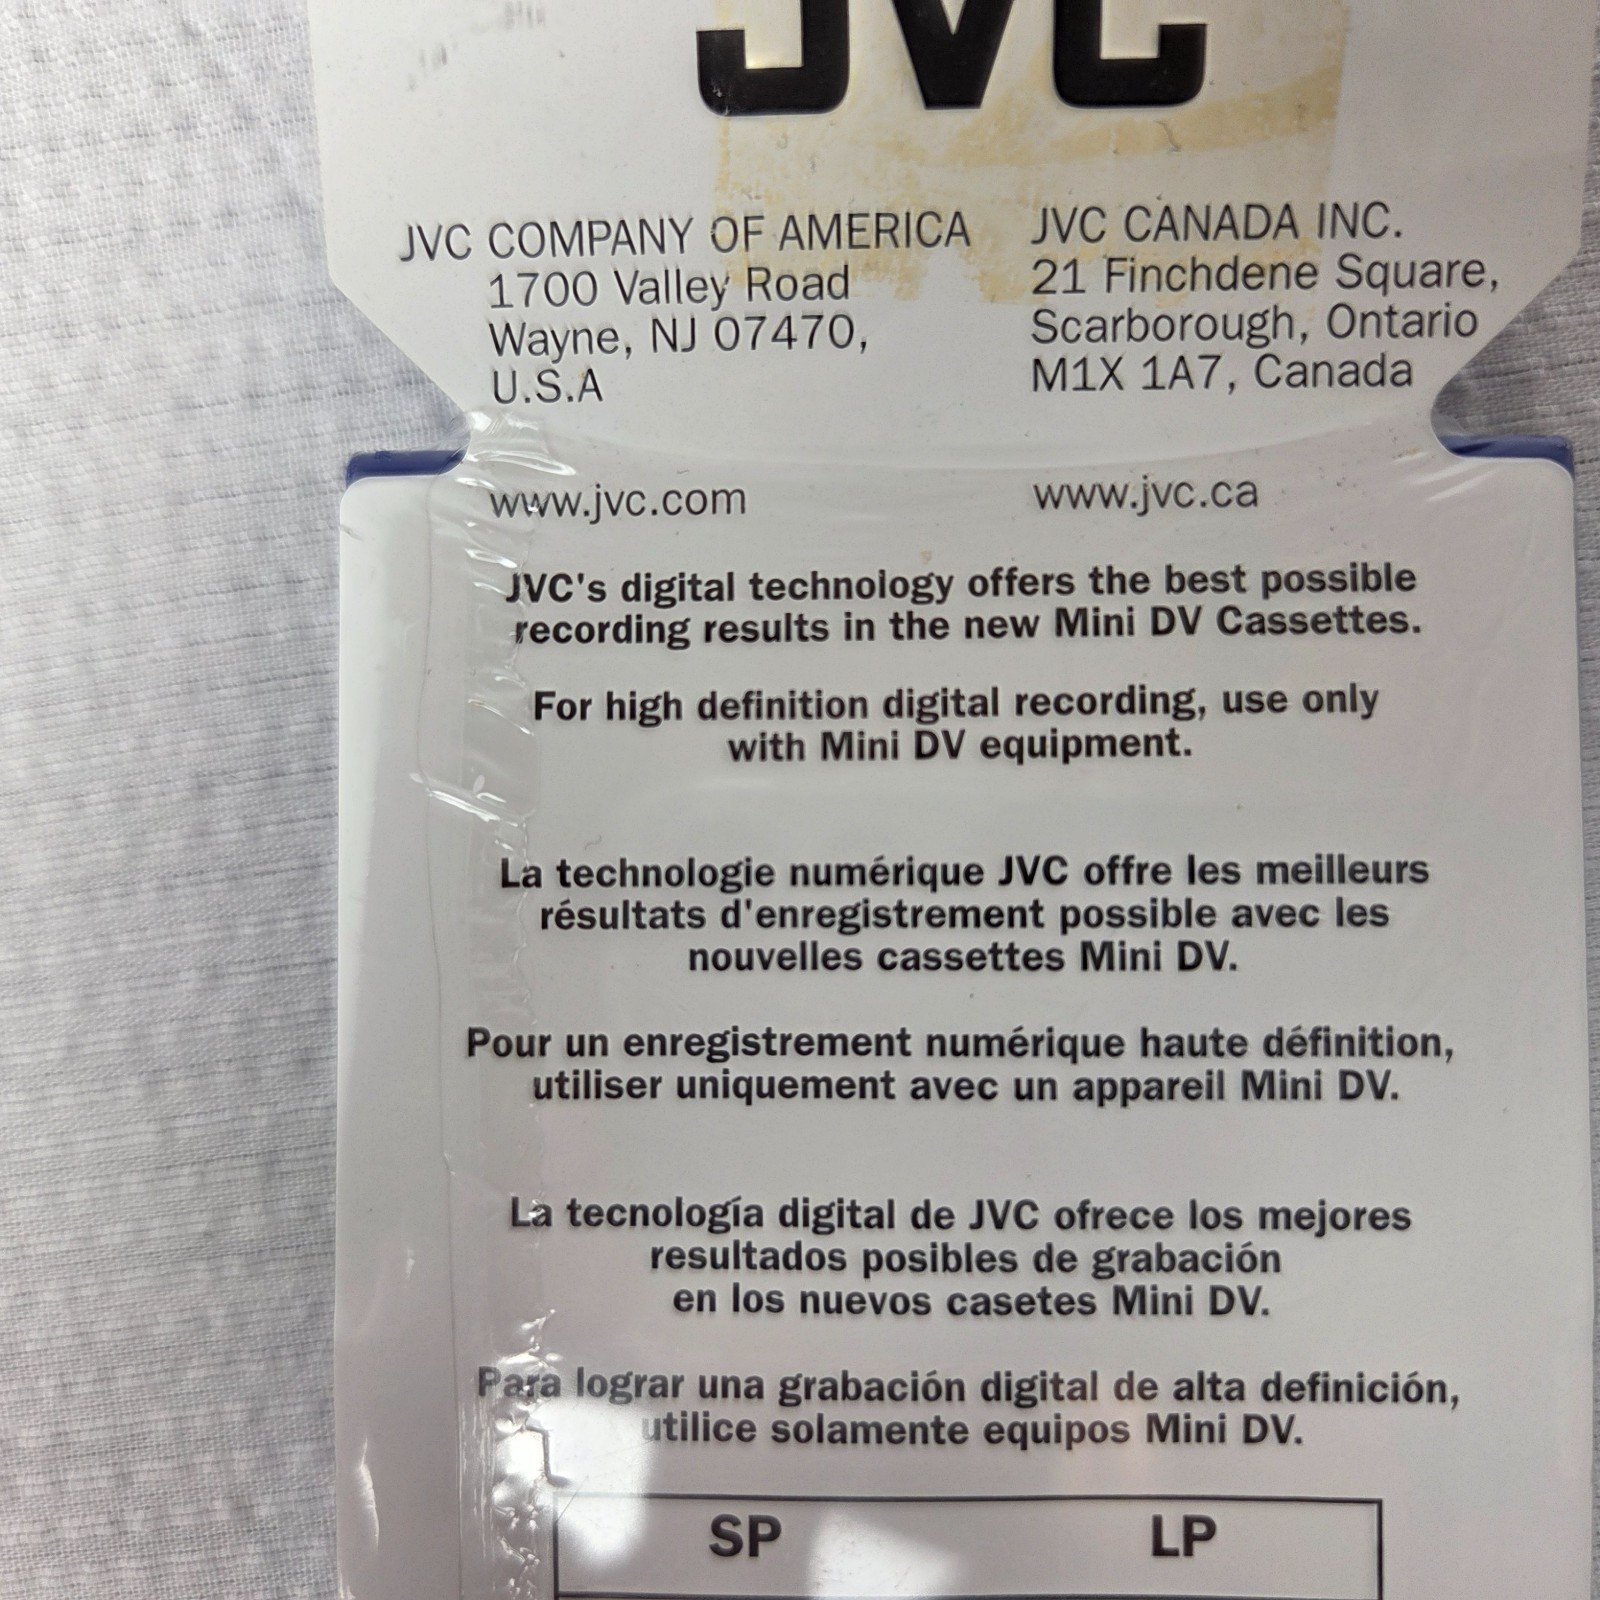 JVC
JVC COMPANY OF AMERICA
1700 Valley Road
Wayne, NJ 07470,
U.S.A
www.jvc.com
JVC CANADA INC.
21 Finchdene Square,
Scarborough, Ontario
M1X 1A7, Canada
www.jvc.ca
JVC's digital technology offers the best possible
recording results in the new Mini DV Cassettes.
For high definition digital recording, use only
with Mini DV equipment.
La technologie numérique JVC offre les meilleurs
résultats d'enregistrement possible avec les
nouvelles cassettes Mini DV.
Pour un enregistrement numérique haute définition,
utiliser uniquement avec un appareil Mini DV.
La tecnología digital de JVC ofrece los mejores
resultados posibles de grabación
en los nuevos casetes Mini DV.
Para lograr una grabación digital de alta definición,
utilice solamente equipos Mini DV.
SP LP